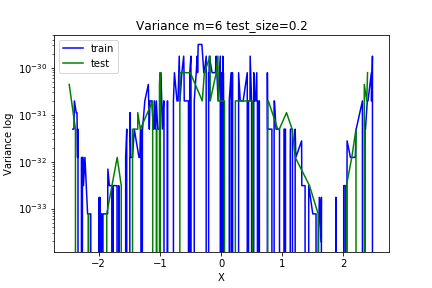 Variance m=6 test_size=0.2
train
test
Variance log
10⁻³⁰
10⁻³¹
10⁻³²
10⁻³³
−2
−1
0
1
2
X